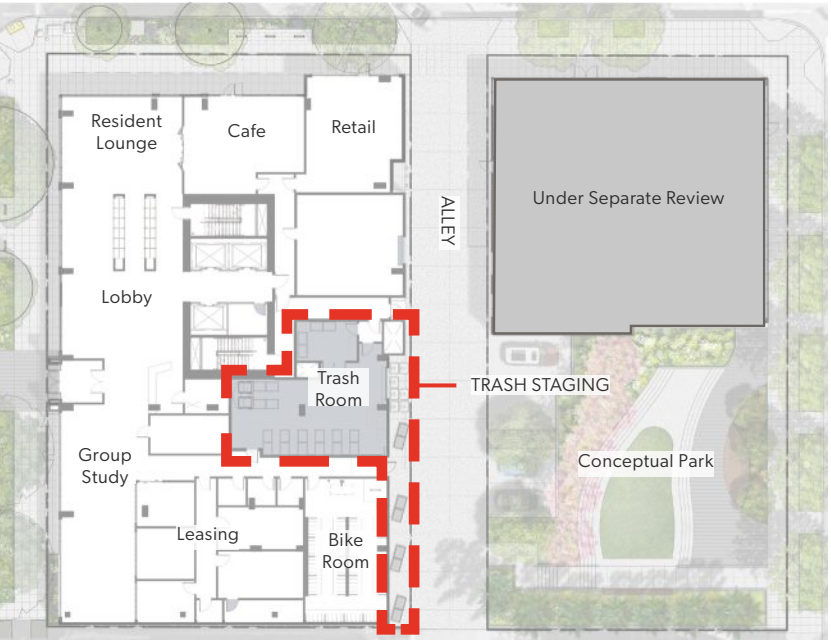 Resident
Lounge
Cafe
Retail
ALLEY
Under Separate Review
Lobby
Trash
Room
TRASH STAGING
Group
Study
Conceptual Park
Leasing
Bike
Room